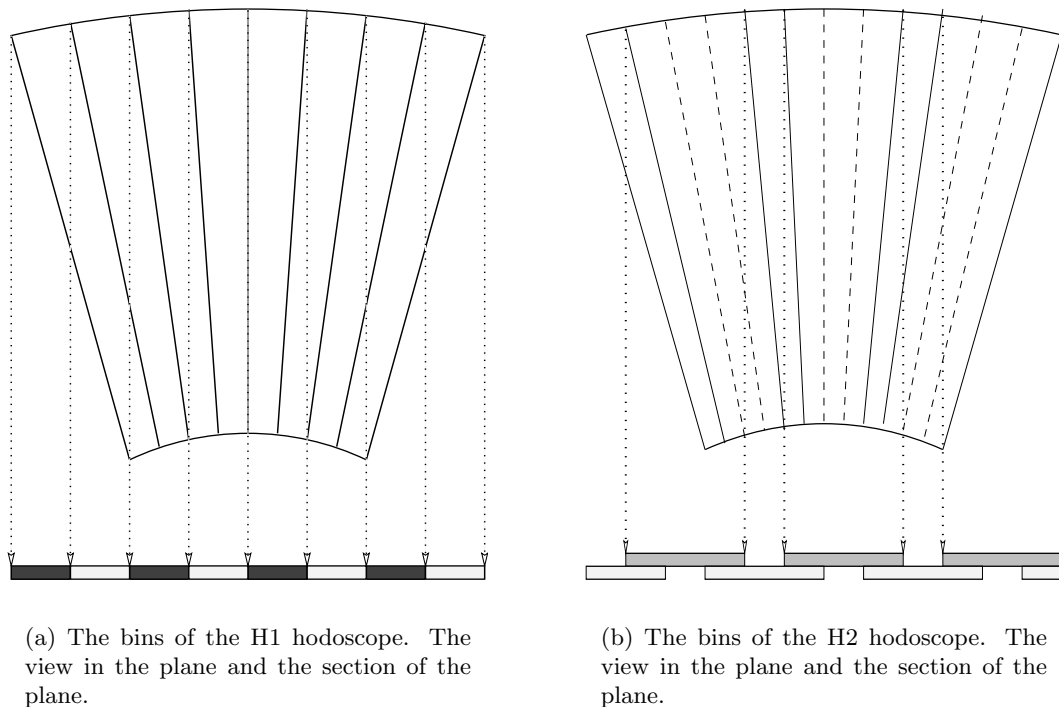 (a) The bins of the H1 hodoscope. The
view in the plane and the section of the
plane.
(b) The bins of the H2 hodoscope. The
view in the plane and the section of the
plane.